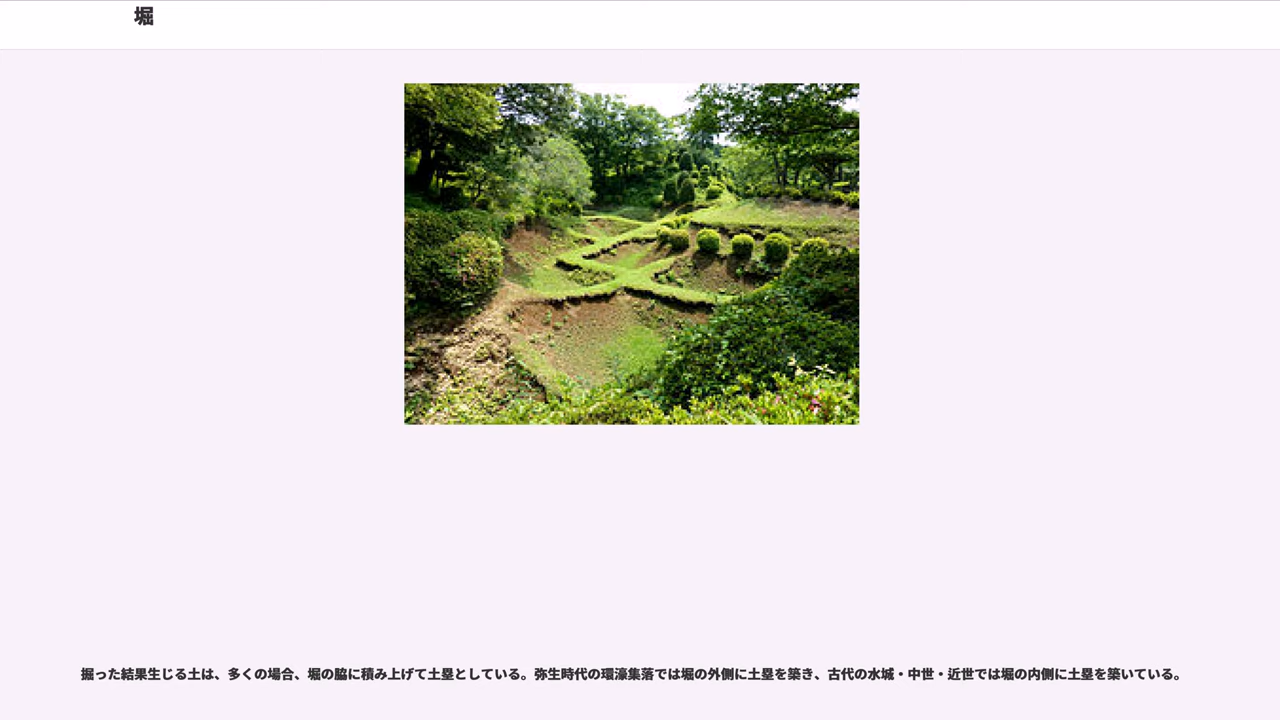 堀
掘った結果生じる土は、多くの場合、堀の脇に積み上げて土塁としている。弥生時代の環濠集落では堀の外側に土塁を築き、古代の水城・中世・近世では堀の内側に土塁を築いている。